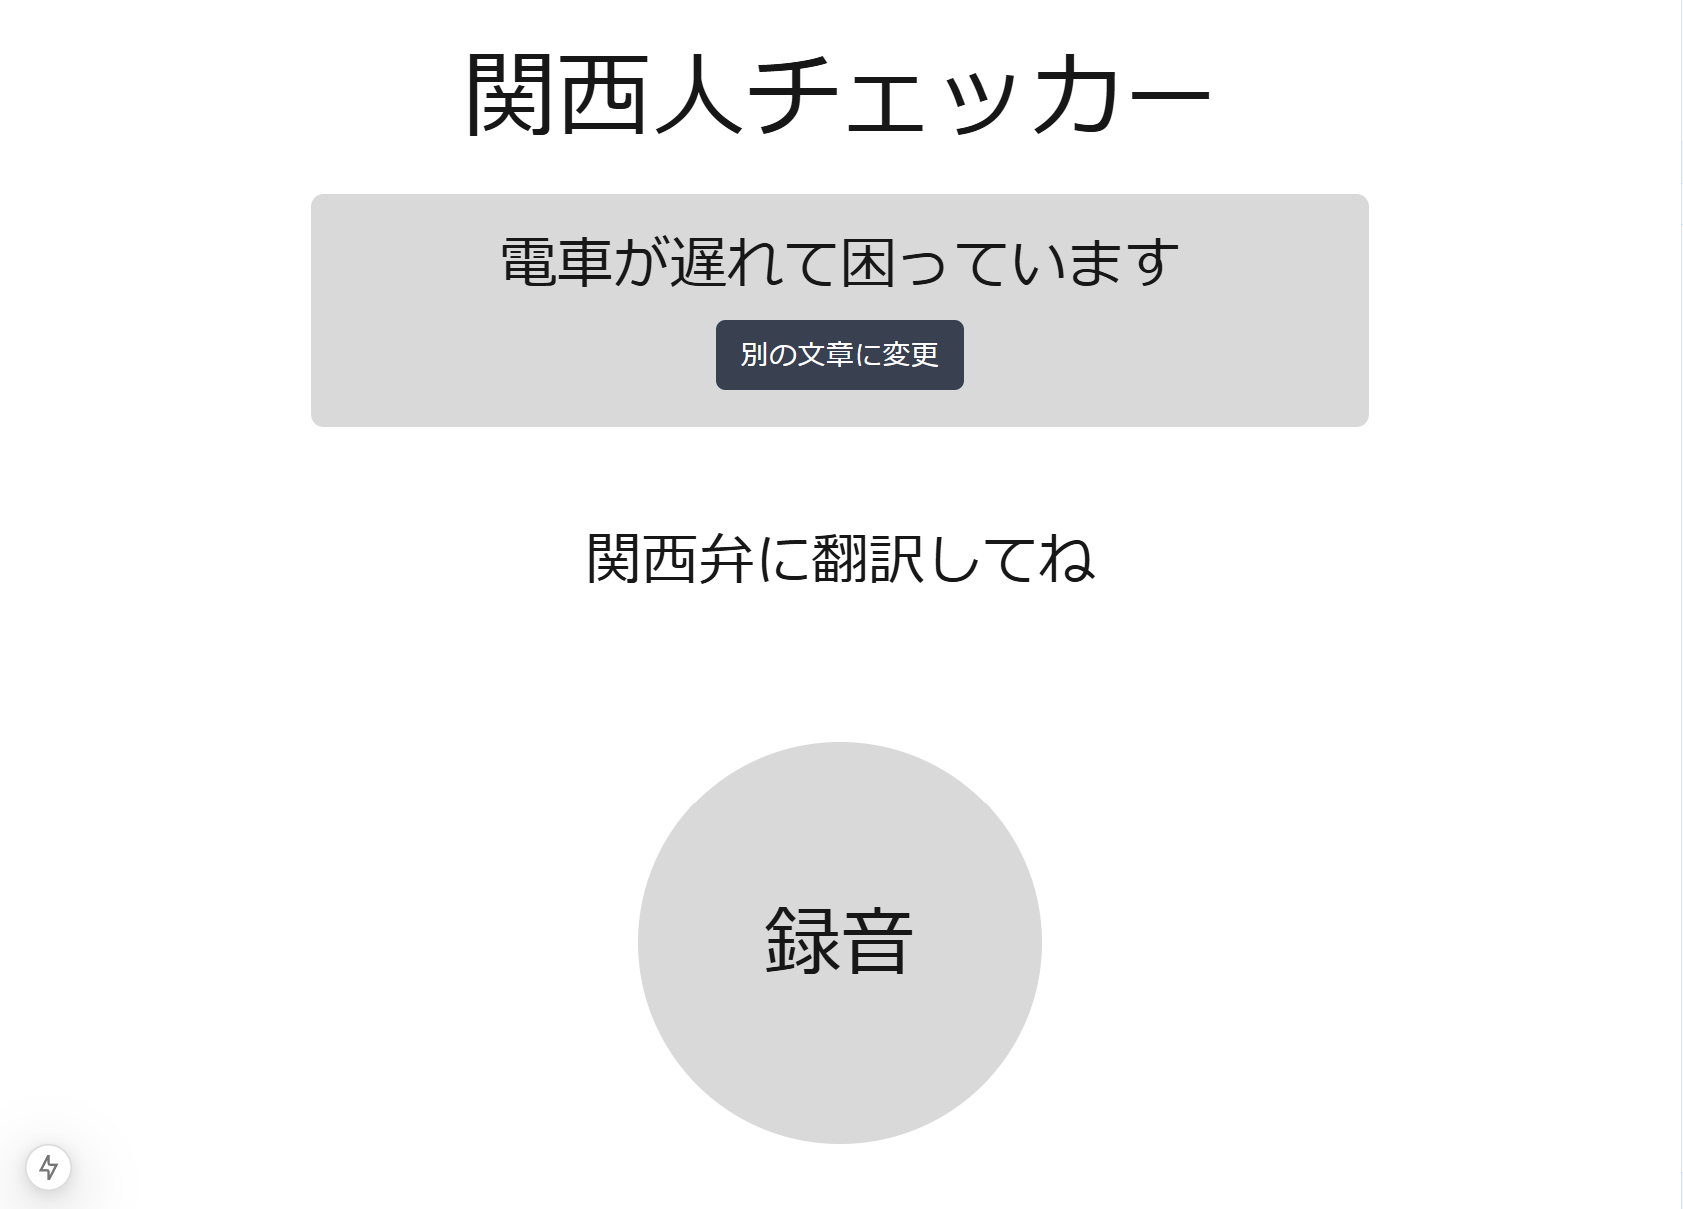 関西人チェッカー
電車が遅れて困っています
別の文章に変更
関西弁に翻訳してね
録音